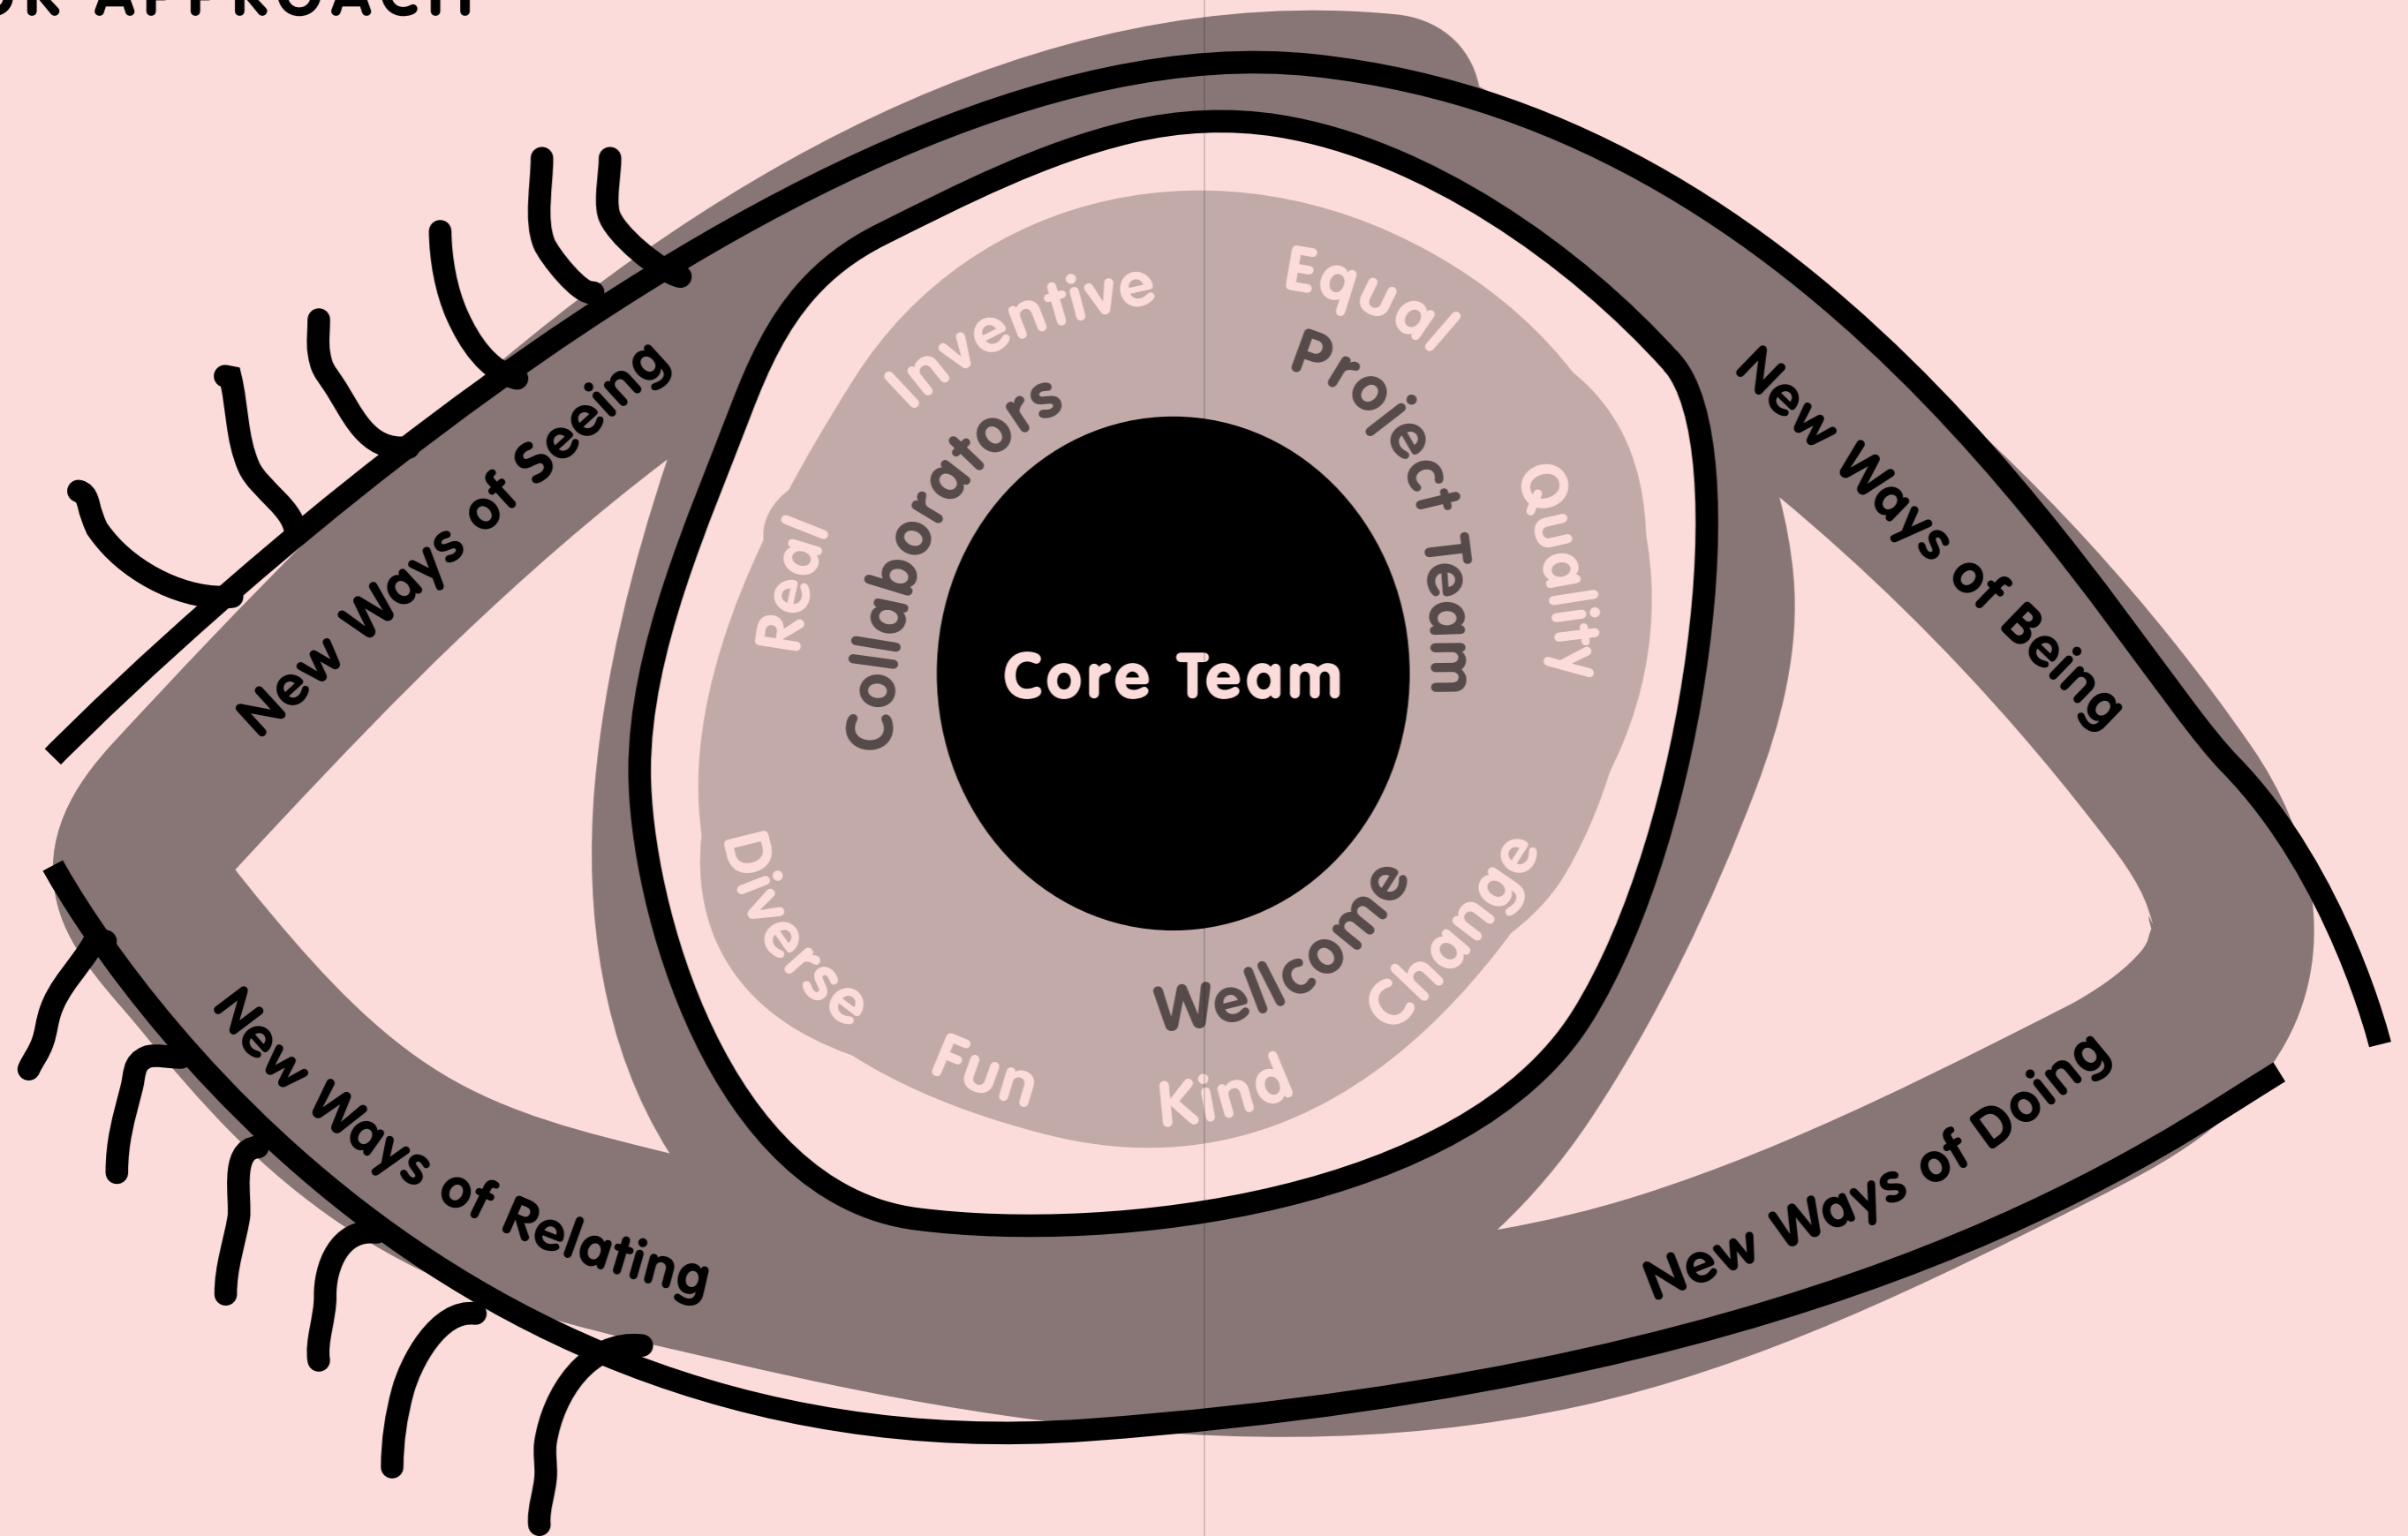 APPROACH
New Ways of Seeing
New Ways of Being
Inventive
Equal
Collaborators
Project Team
Real
Quality
Core Team
Diverse
Change
Wellcome
Fun
Kind
New Ways of Relating
New Ways of Doing